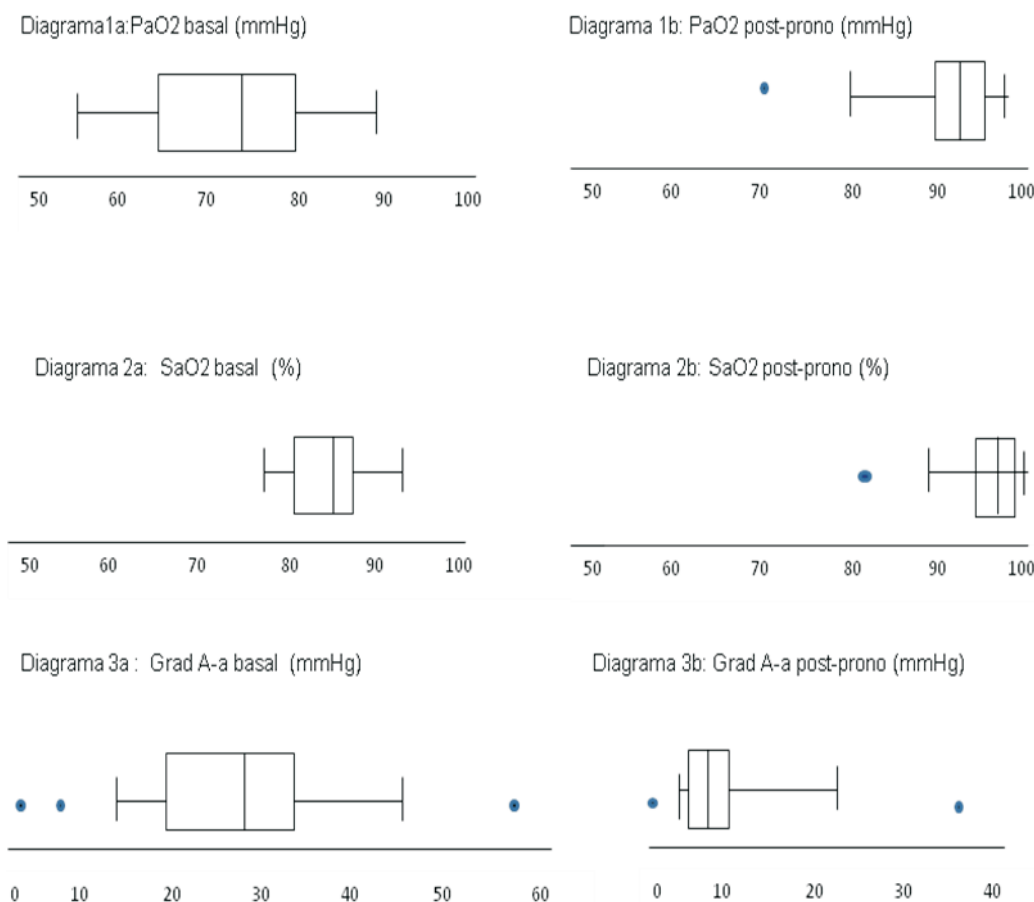 Diagrama1a:PaO2 basal (mmHg)
50 60 70 80 90 100
Diagrama 1b: PaO2 post-prono (mmHg)
50 60 70 80 90 100
Diagrama 2a: SaO2 basal (%)
50 60 70 80 90 100
Diagrama 2b: SaO2 post-prono (%)
50 60 70 80 90 100
Diagrama 3a : Grad A-a basal (mmHg)
0 10 20 30 40 50 60
Diagrama 3b: Grad A-a post-prono (mmHg)
0 10 20 30 40